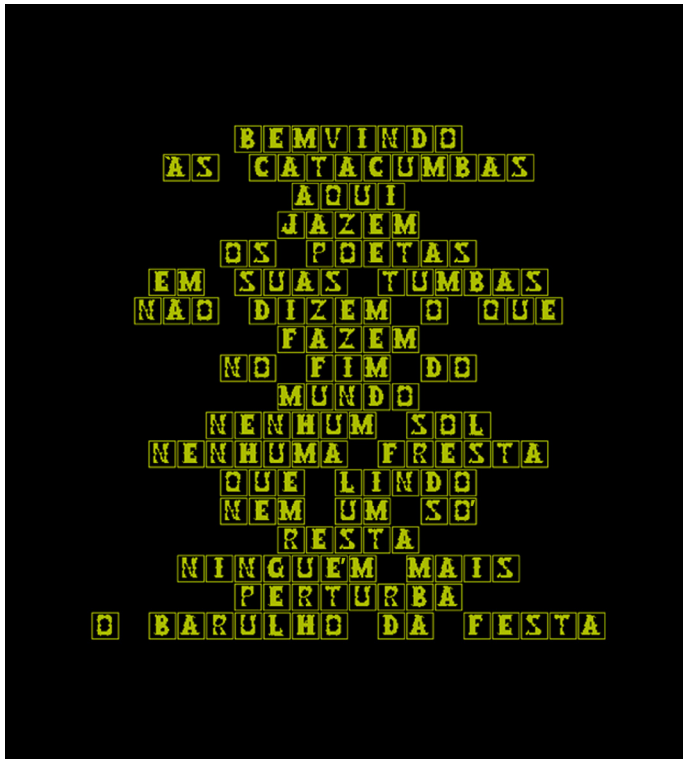 BEMVINDO
ÀS CATACUMBAS
AQUI
JAZEM
OS POETAS
EM SUAS TUMBAS
NÃO DIZEM O QUE
FAZEM
NO FIM DO
MUNDO
NENHUM SOL
NENHUMA FRESTA
QUE LINDO
NEM UM SÓ
RESTA
NINGUÉM MAIS
PERTURBA
O BARULHO DA FESTA